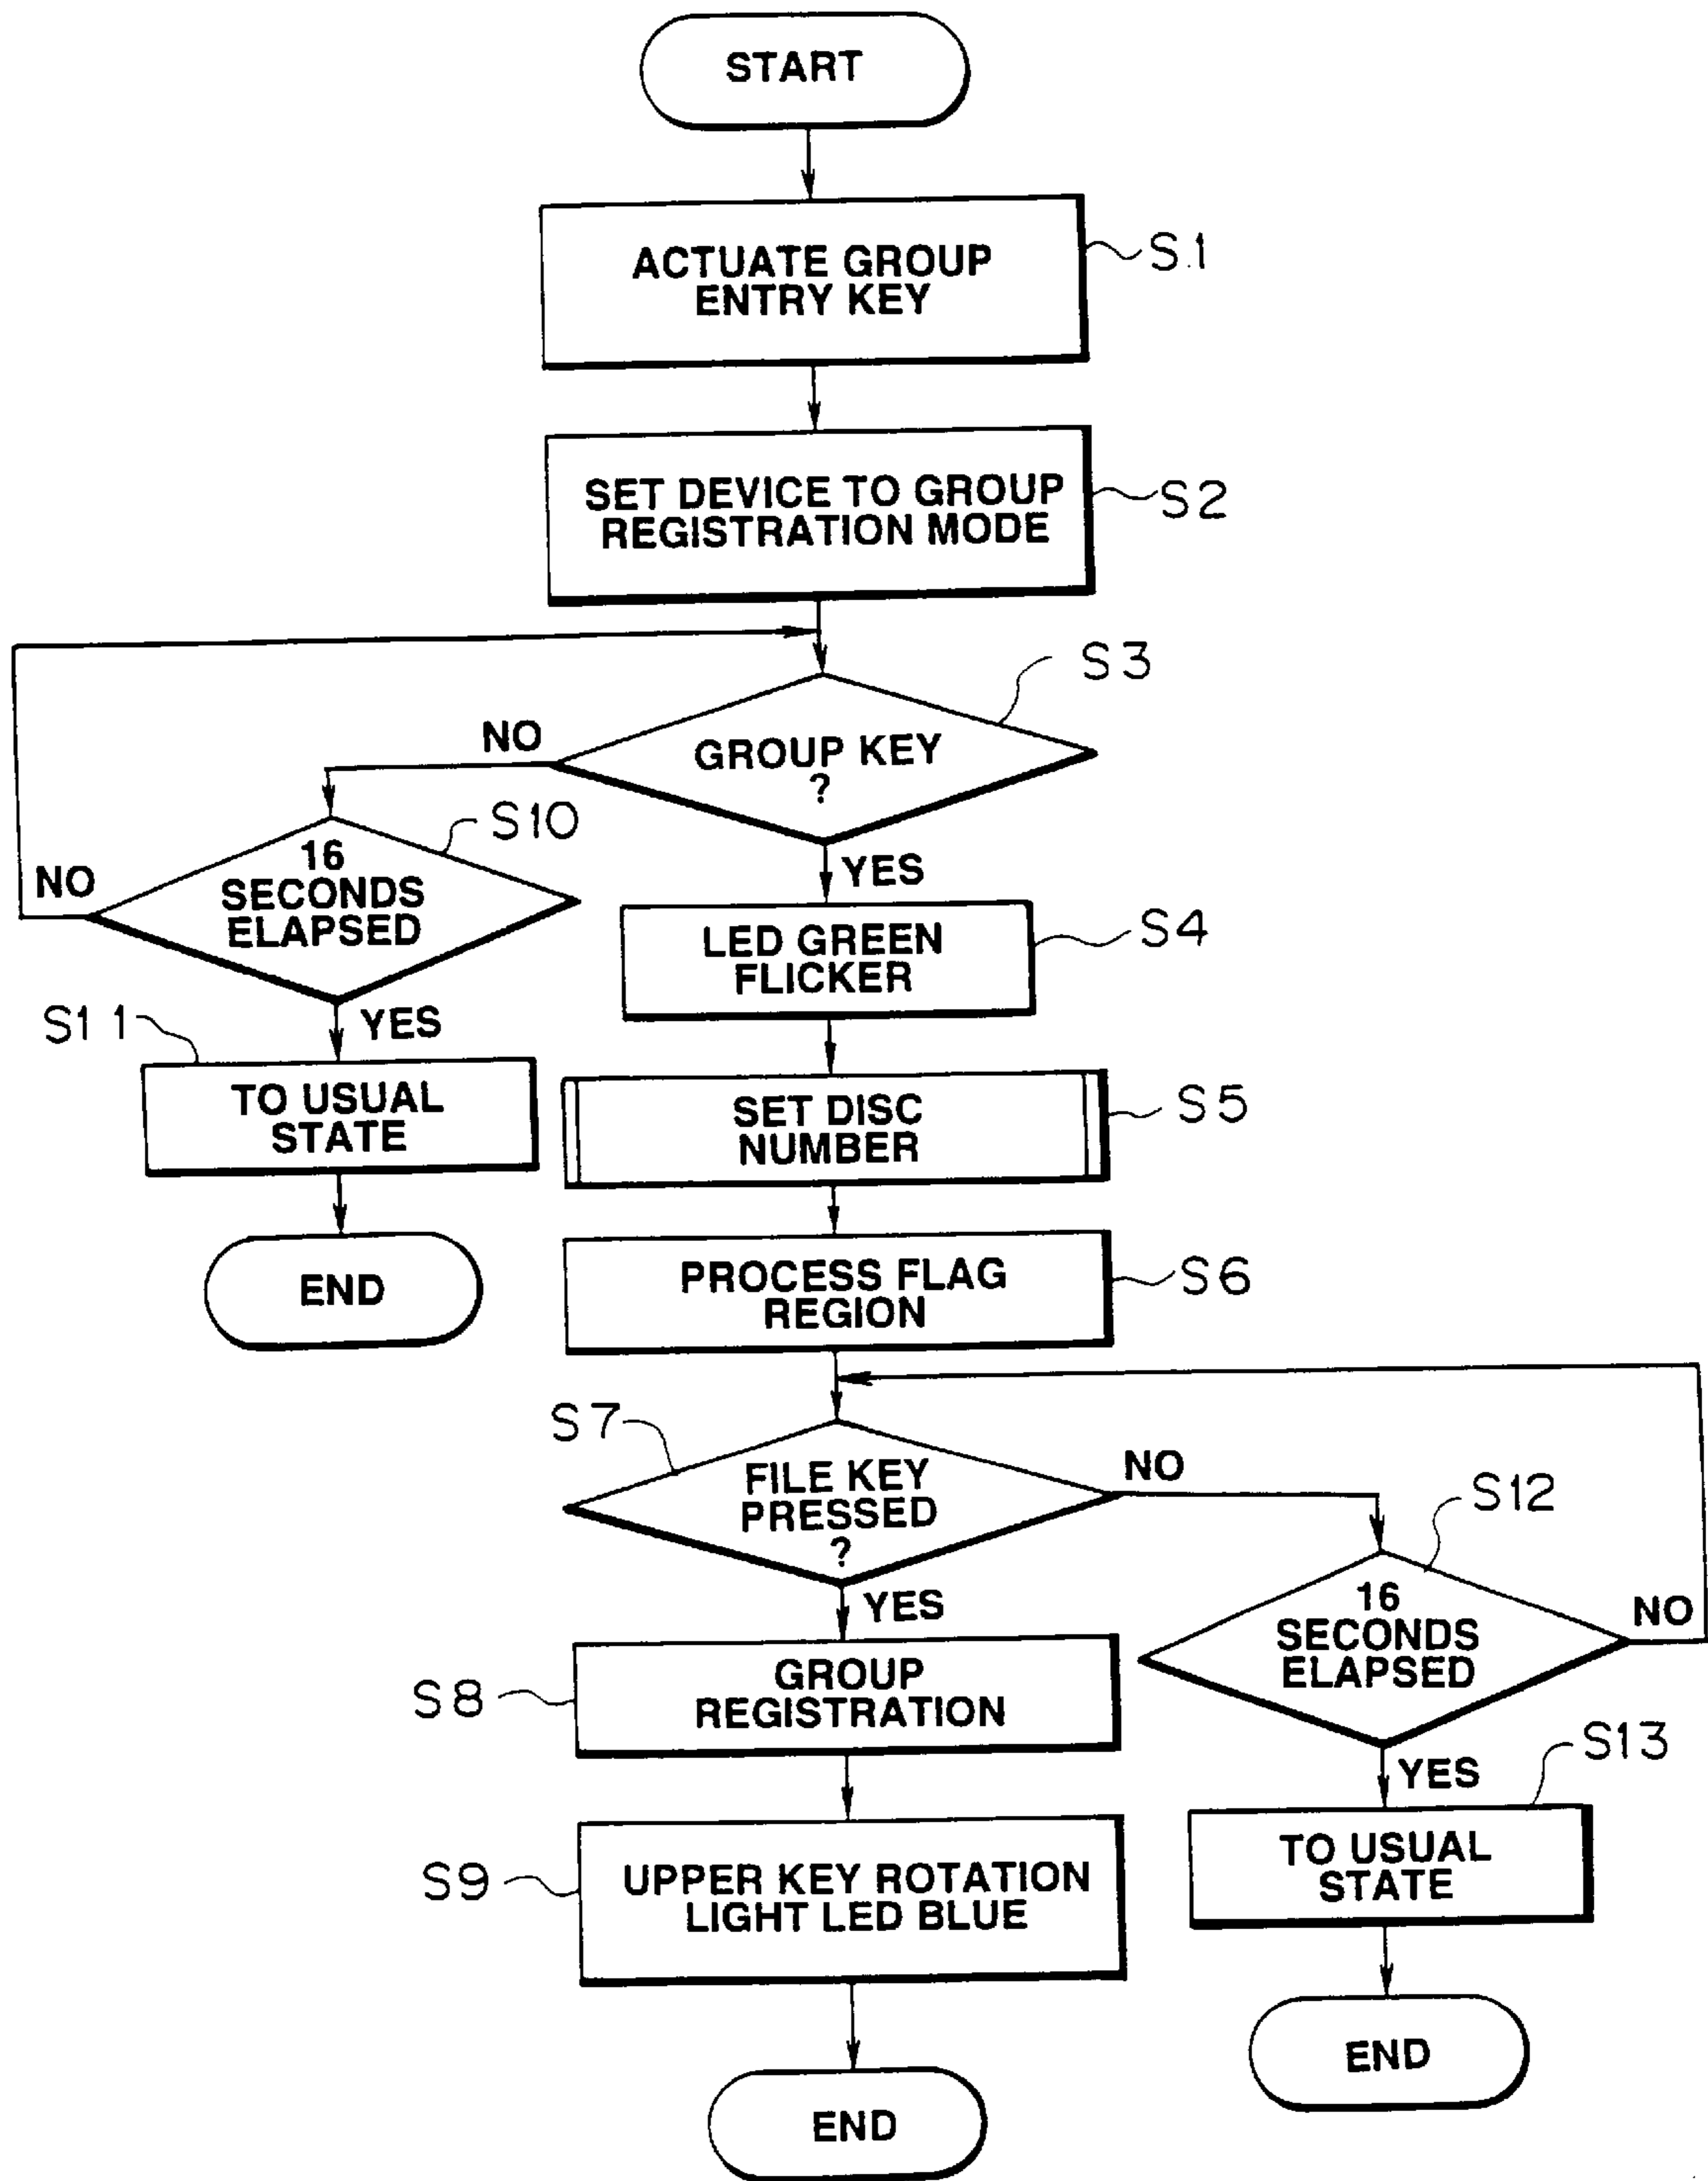 START
ACTUATE GROUP
ENTRY KEY
S.1
SET DEVICE TO GROUP
REGISTRATION MODE
S2
S3
GROUP KEY
?
NO
YES
S10
16
SECONDS
ELAPSED
NO
YES
S11
TO USUAL
STATE
END
LED GREEN
FLICKER
S4
SET DISC
NUMBER
S5
PROCESS FLAG
REGION
S6
S7
FILE KEY
PRESSED
?
NO
YES
S12
16
SECONDS
ELAPSED
NO
YES
S8
GROUP
REGISTRATION
S13
TO USUAL
STATE
S9
UPPER KEY ROTATION
LIGHT LED BLUE
END
END